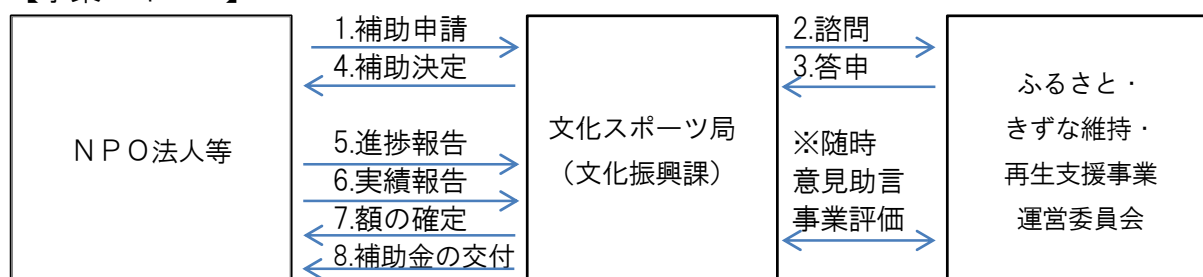 1.補助申請
4.補助決定
2.諮問
3.答申
ふるさと・
きずな維持・
再生支援事業
運営委員会
NPO法人等
文化スポーツ局
(文化振興課)
※随時
意見助言
事業評価
5.進捗報告
6.実績報告
7.額の確定
8.補助金の交付